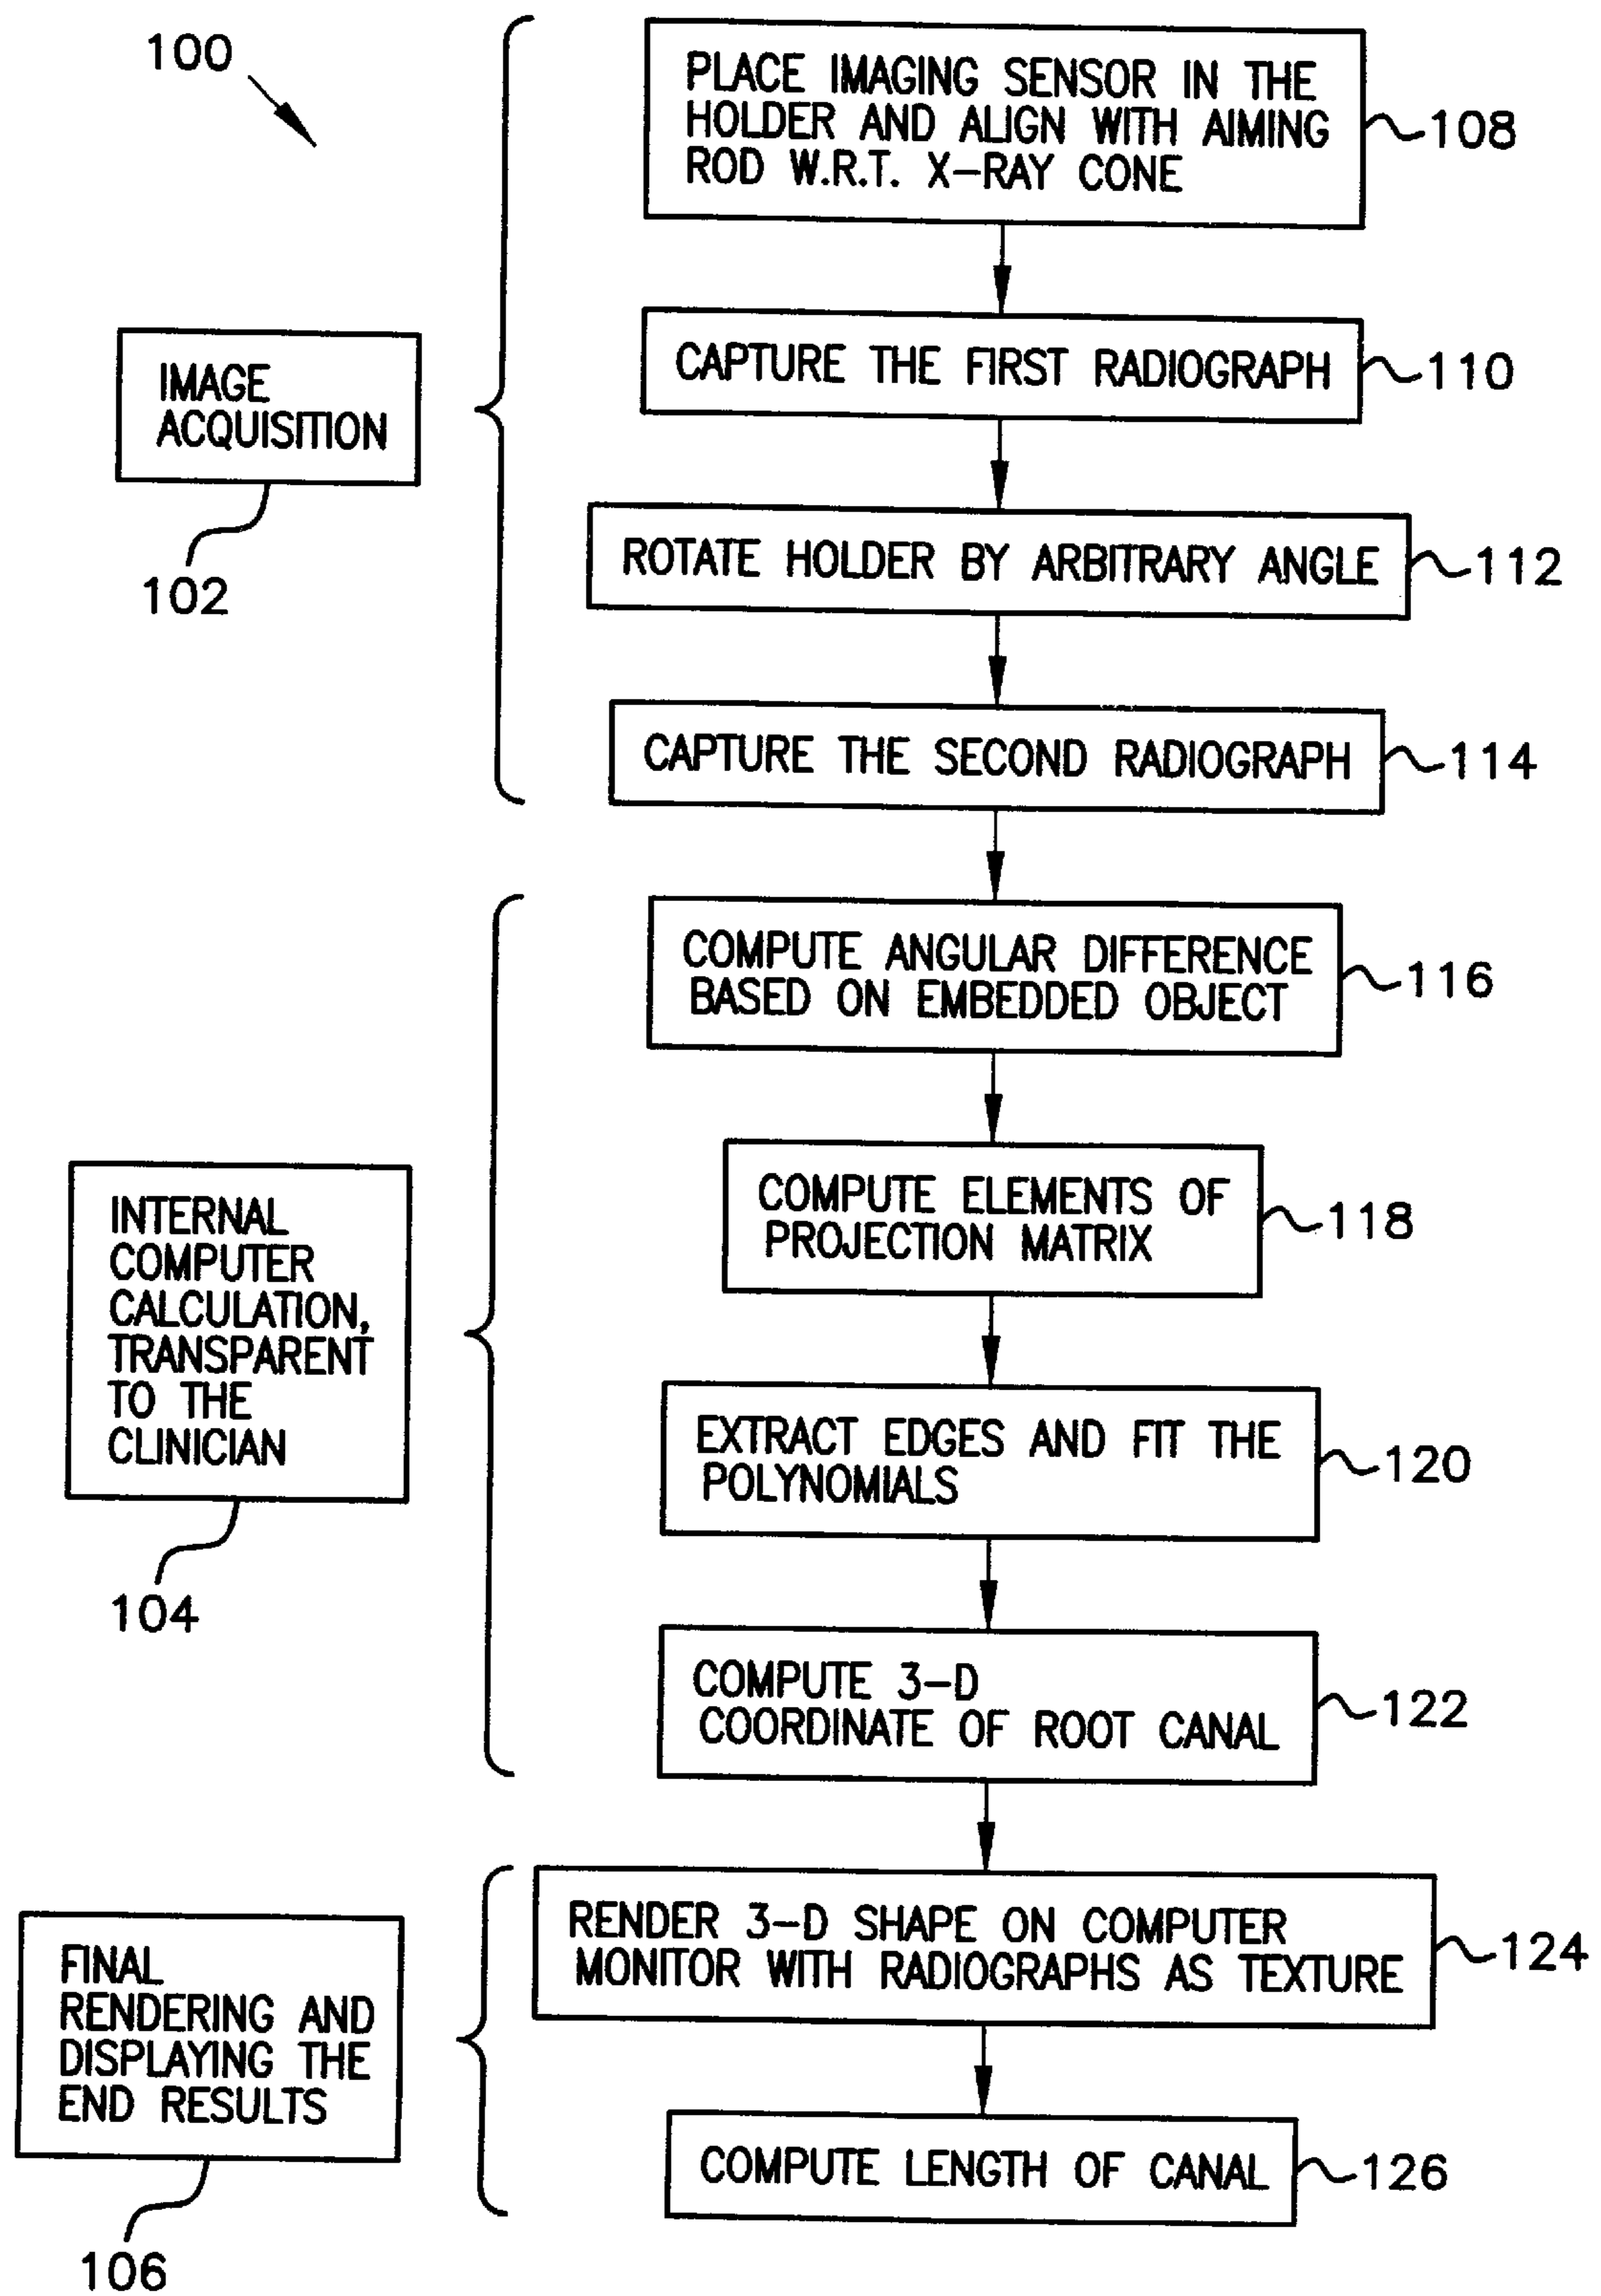 100
PLACE IMAGING SENSOR IN THE
HOLDER AND ALIGN WITH AIMING
ROD W.R.T. X-RAY CONE
108
CAPTURE THE FIRST RADIOGRAPH
110
IMAGE
ACQUISITION
102
ROTATE HOLDER BY ARBITRARY ANGLE
112
CAPTURE THE SECOND RADIOGRAPH
114
COMPUTE ANGULAR DIFFERENCE
BASED ON EMBEDDED OBJECT
116
COMPUTE ELEMENTS OF
PROJECTION MATRIX
118
INTERNAL
COMPUTER
CALCULATION,
TRANSPARENT
TO THE
CLINICIAN
104
EXTRACT EDGES AND FIT THE
POLYNOMIALS
120
COMPUTE 3-D
COORDINATE OF ROOT CANAL
122
RENDER 3-D SHAPE ON COMPUTER
MONITOR WITH RADIOGRAPHS AS TEXTURE
124
FINAL
RENDERING AND
DISPLAYING THE
END RESULTS
106
COMPUTE LENGTH OF CANAL
126